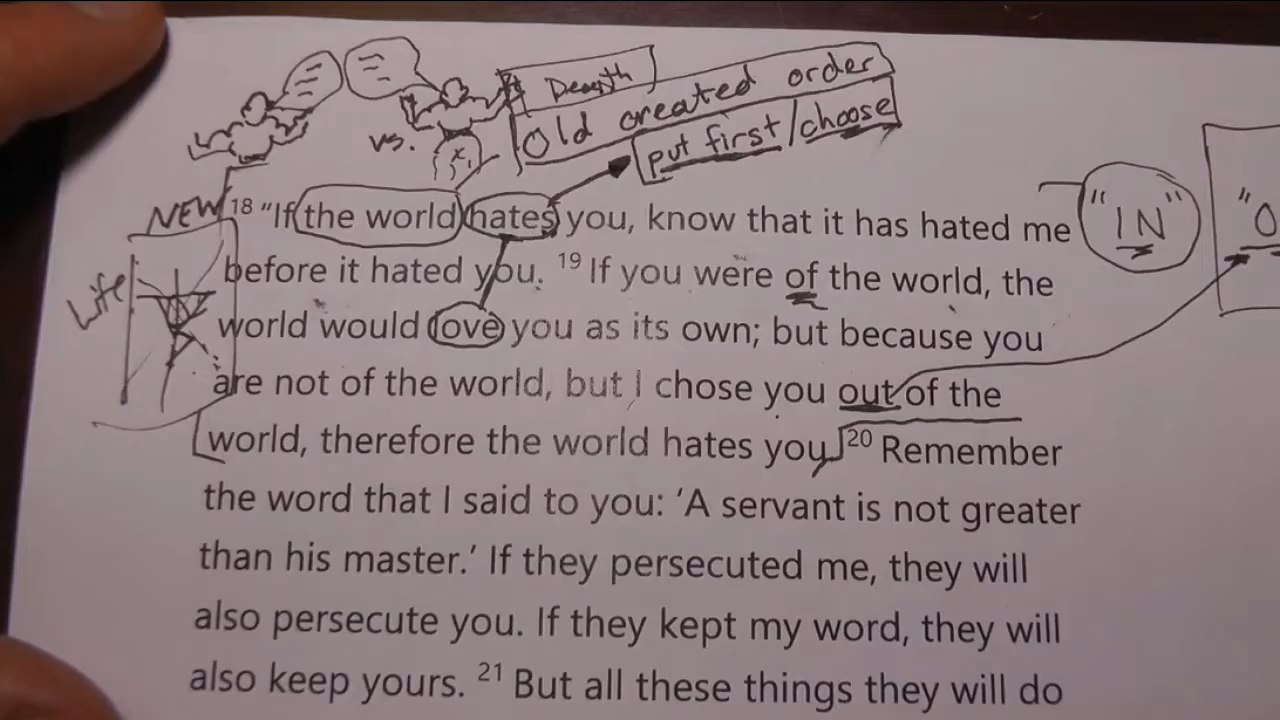 Death
Old created order
vs.
put first/choose
NEW
18 "If the world hates you, know that it has hated me
"IN"
"O
before it hated you. 19 If you were of the world, the
Life
world would love you as its own; but because you
are not of the world, but I chose you out of the
world, therefore the world hates you. 20 Remember
the word that I said to you: ‘A servant is not greater
than his master.’ If they persecuted me, they will
also persecute you. If they kept my word, they will
also keep yours. 21 But all these things they will do